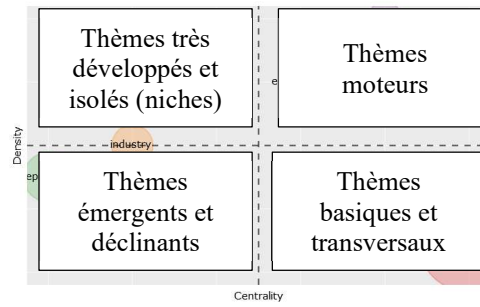 Thèmes très
développés et
isolés (niches)
Thèmes
moteurs
e
Density
industry
ep
Thèmes
émergents et
déclinants
Thèmes
basiques et
transversaux
Centrality